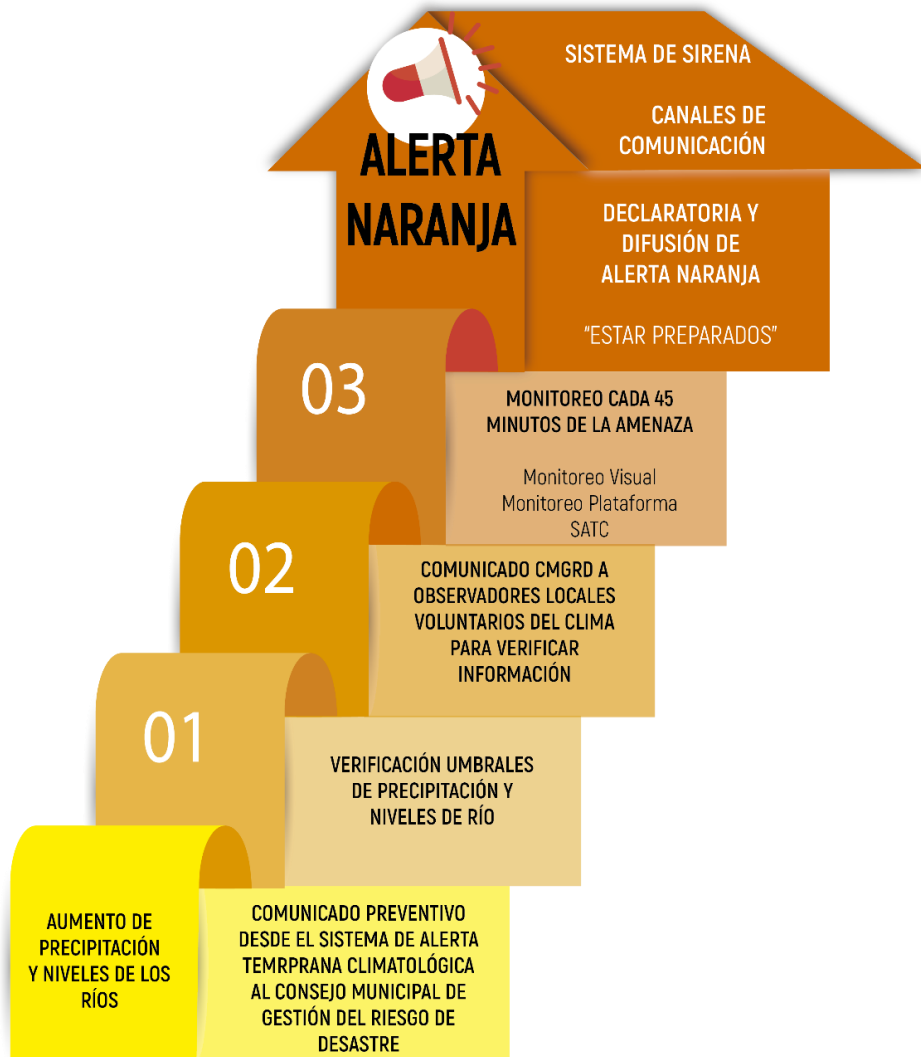 SISTEMA DE SIRENA
CANALES DE
COMUNICACIÓN
ALERTA
NARANJA
DECLARATORIA Y
DIFUSIÓN DE
ALERTA NARANJA
"ESTAR PREPARADOS"
03
MONITOREO CADA 45
MINUTOS DE LA AMENAZA
Monitoreo Visual
Monitoreo Plataforma
SATC
02
COMUNICADO CMGRD A
OBSERVADORES LOCALES
VOLUNTARIOS DEL CLIMA
PARA VERIFICAR
INFORMACIÓN
01
VERIFICACIÓN UMBRALES
DE PRECIPITACIÓN Y
NIVELES DE RÍO
AUMENTO DE
PRECIPITACIÓN
Y NIVELES DE LOS
RÍOS
COMUNICADO PREVENTIVO
DESDE EL SISTEMA DE ALERTA
TEMRPRANA CLIMATOLÓGICA
AL CONSEJO MUNICIPAL DE
GESTIÓN DEL RIESGO DE
DESASTRE